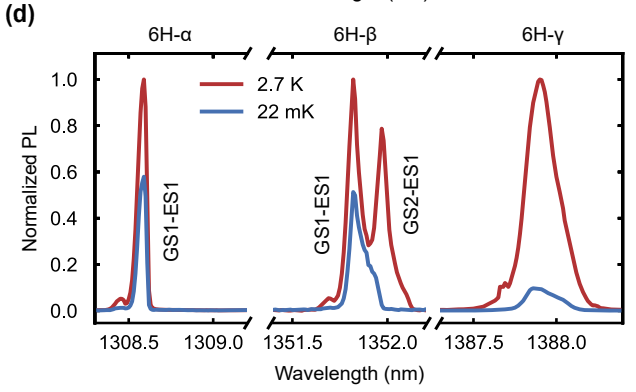 (d)
6H-α 6H-β 6H-γ
2.7 K
22 mK
Normalized PL
1.0
0.8
0.6
0.4
0.2
0.0
GS1-ES1
GS1-ES1
GS2-ES1
1308.5 1309.0 1351.5 1352.0 1387.5 1388.0
Wavelength (nm)